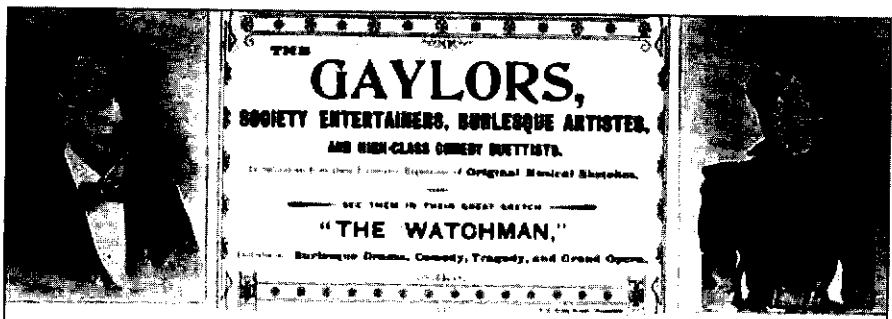 THE
GAYLORS,
SOCIETY ENTERTAINERS, BURLESQUE ARTISTES,
AND HIGH-CLASS COMEDY DUETTISTS.
of Original Musical Sketches,
SEE THEM IN THEIR GREAT SKETCH
"THE WATCHMAN,"
Burlesque Drama, Comedy, Tragedy, and Grand Opera.